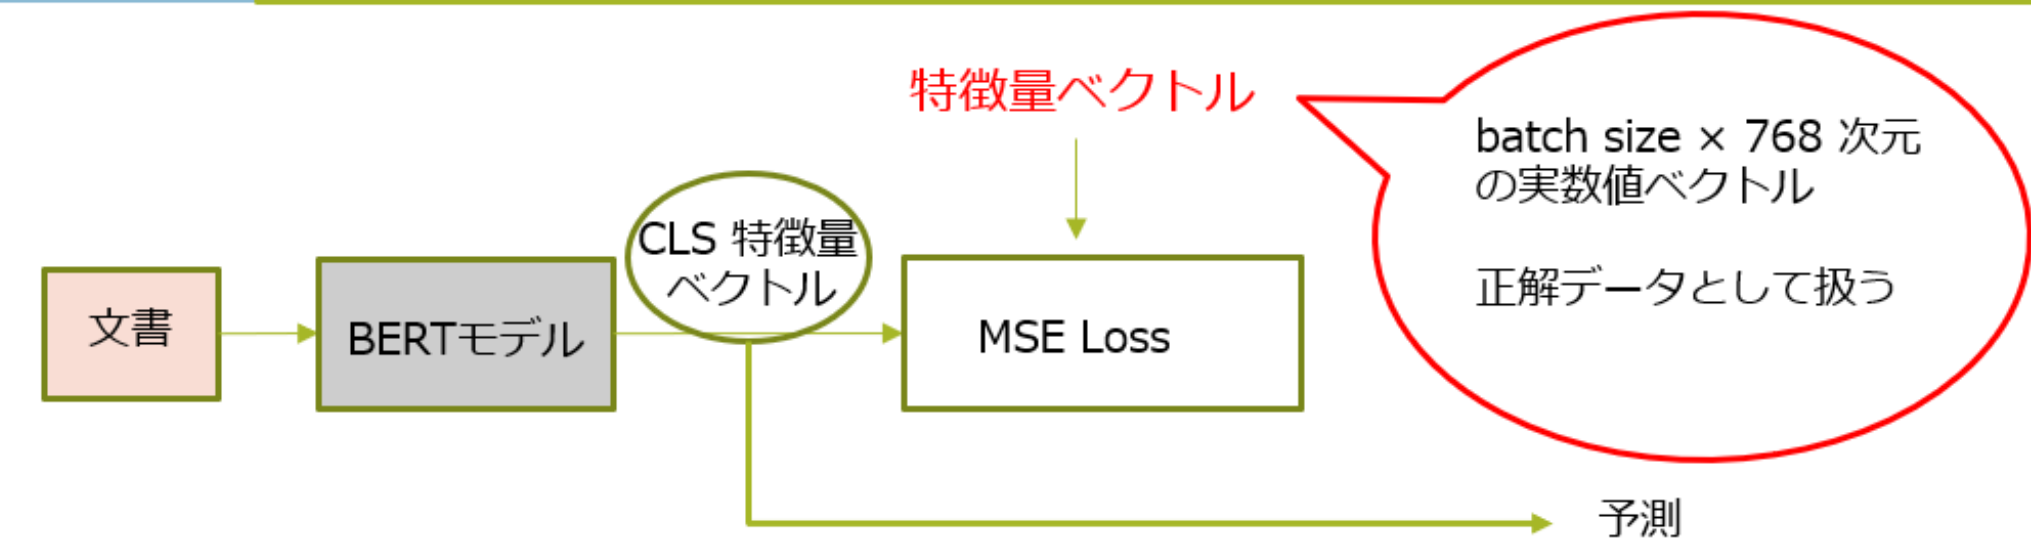 特徴量ベクトル
batch size × 768 次元
の実数値ベクトル
正解データとして扱う
CLS 特徴量
ベクトル
文書
BERTモデル
MSE Loss
予測